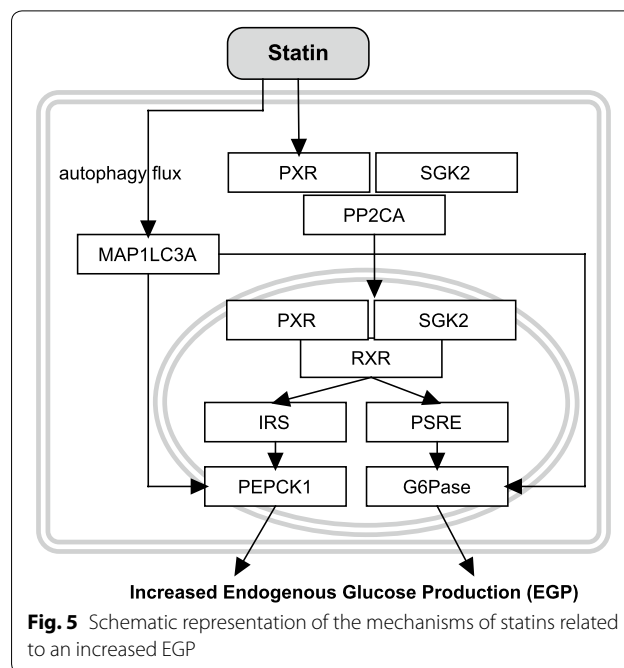 Statin
PXR SGK2
autophagy flux
PP2CA
MAP1LC3A
PXR SGK2
RXR
IRS PSRE
PEPCK1 G6Pase
Increased Endogenous Glucose Production (EGP)
Fig. 5 Schematic representation of the mechanisms of statins related
to an increased EGP